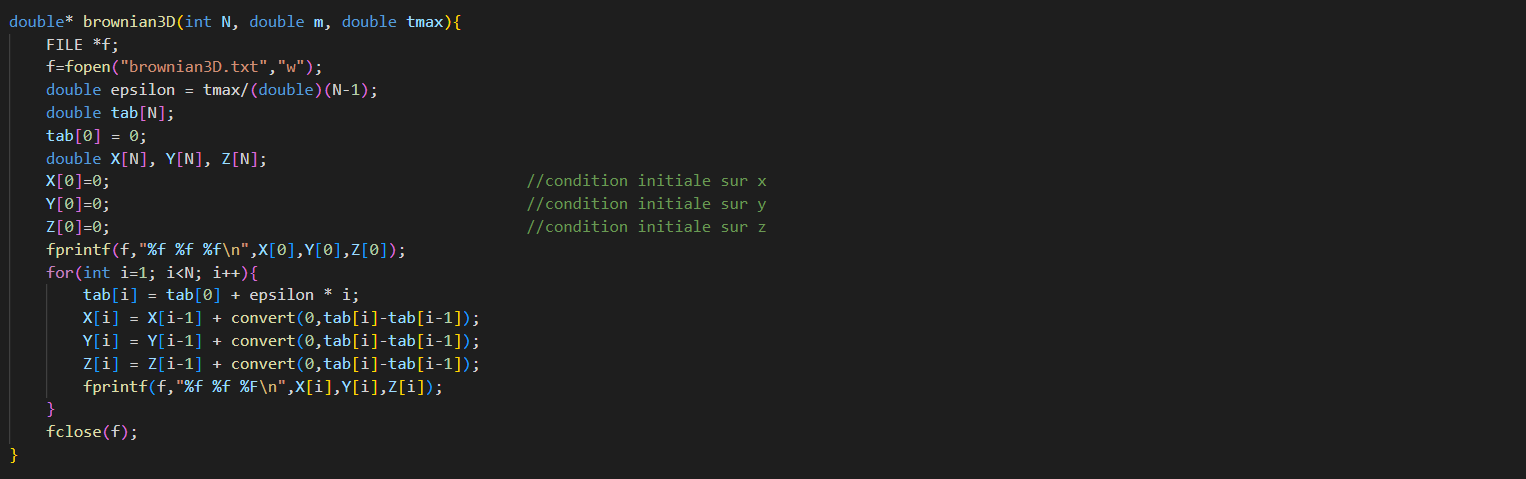 double* brownian3D(int N, double m, double tmax){
    FILE *f;
    f=fopen("brownian3D.txt","w");
    double epsilon = tmax/(double)(N-1);
    double tab[N];
    tab[0] = 0;
    double X[N], Y[N], Z[N];
    X[0]=0;                                             //condition initiale sur x
    Y[0]=0;                                             //condition initiale sur y
    Z[0]=0;                                             //condition initiale sur z
    fprintf(f,"%f %f %f\n",X[0],Y[0],Z[0]);
    for(int i=1; i<N; i++){
        tab[i] = tab[0] + epsilon * i;
        X[i] = X[i-1] + convert(0,tab[i]-tab[i-1]);
        Y[i] = Y[i-1] + convert(0,tab[i]-tab[i-1]);
        Z[i] = Z[i-1] + convert(0,tab[i]-tab[i-1]);
        fprintf(f,"%f %f %F\n",X[i],Y[i],Z[i]);
    }
    fclose(f);
}